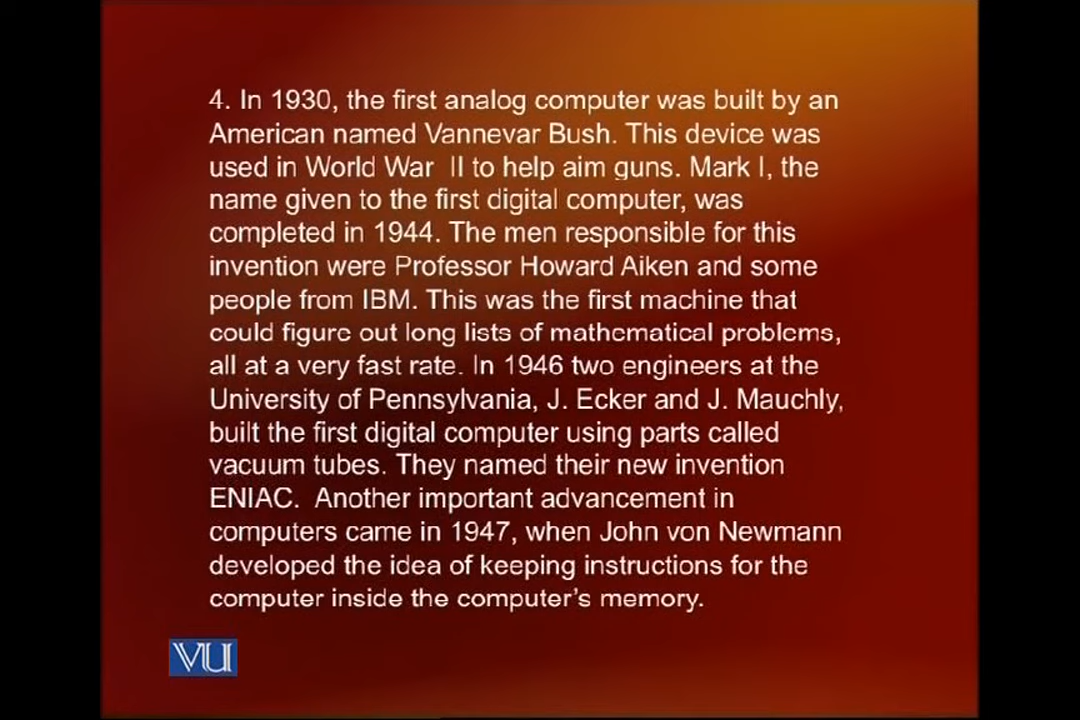 4. In 1930, the first analog computer was built by an
American named Vannevar Bush. This device was
used in World War II to help aim guns. Mark I, the
name given to the first digital computer, was
completed in 1944. The men responsible for this
invention were Professor Howard Aiken and some
people from IBM. This was the first machine that
could figure out long lists of mathematical problems,
all at a very fast rate. In 1946 two engineers at the
University of Pennsylvania, J. Ecker and J. Mauchly,
built the first digital computer using parts called
vacuum tubes. They named their new invention
ENIAC. Another important advancement in
computers came in 1947, when John von Newmann
developed the idea of keeping instructions for the
computer inside the computer's memory.
VU